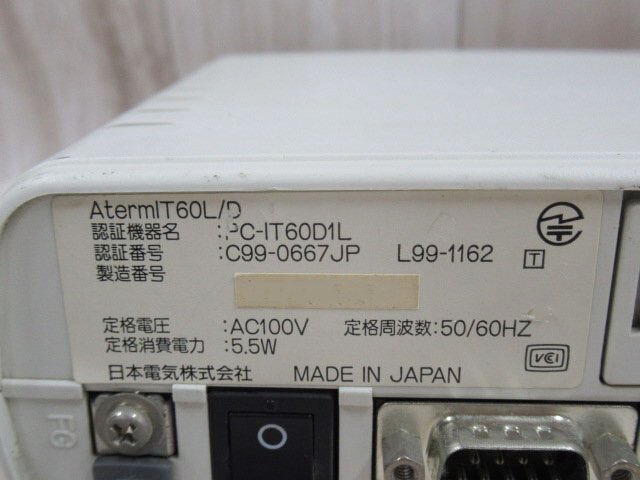 AtermIT60L/D
認証機器名 :PC-IT60D1L
認証番号 :C99-0667JP L99-1162 T
製造番号
定格電圧 :AC100V 定格周波数:50/60HZ
定格消費電力 :5.5W
VCI
日本電気株式会社 MADE IN JAPAN
FG